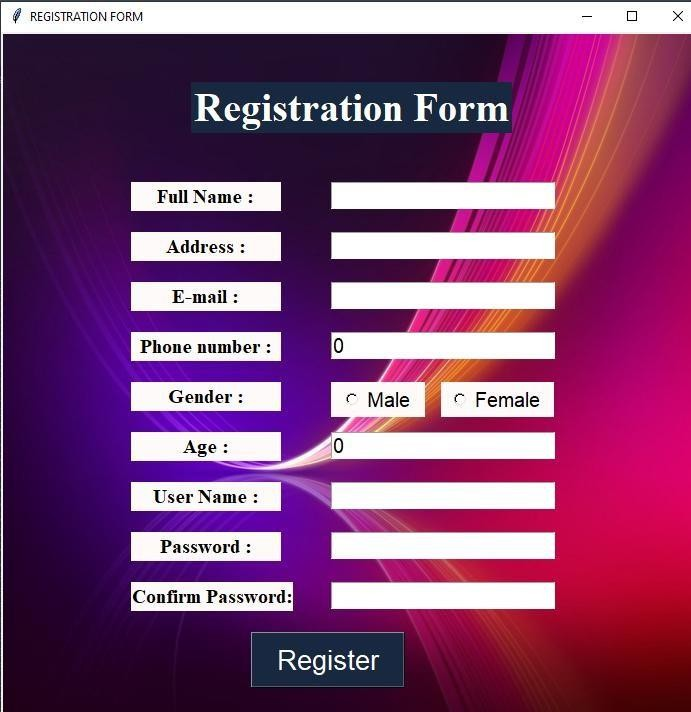 REGISTRATION FORM
Registration Form
Full Name :
Address :
E-mail :
Phone number : 0
Gender : Male Female
Age : 0
User Name :
Password :
Confirm Password:
Register